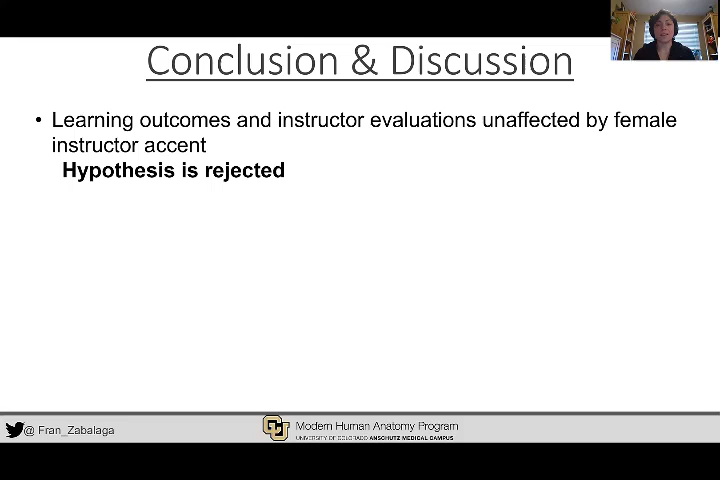 Conclusion & Discussion
• Learning outcomes and instructor evaluations unaffected by female
instructor accent
Hypothesis is rejected
@ Fran_Zabalaga
CU
Modern Human Anatomy Program
UNIVERSITY OF COLORADO ANSCHUTZ MEDICAL CAMPUS